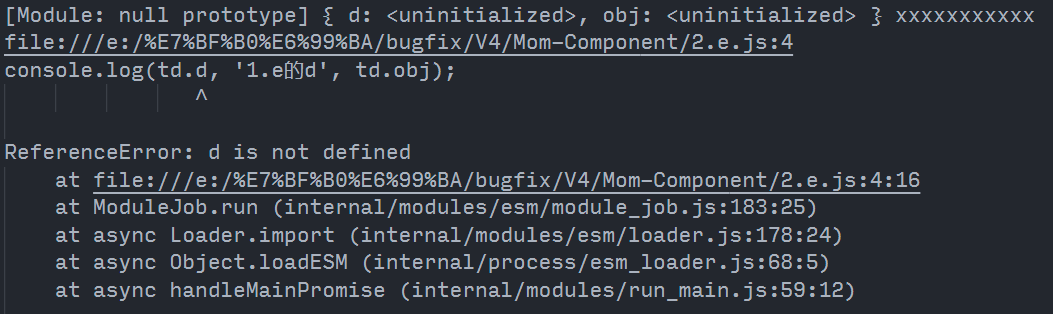 [Module: null prototype] { d: <uninitialized>, obj: <uninitialized> } xxxxxxxxxxx
file:///e:/%E7%BF%B0%E6%99%BA/bugfix/V4/Mom-Component/2.e.js:4
console.log(td.d, '1.e的d', td.obj);
^
ReferenceError: d is not defined
at file:///e:/%E7%BF%B0%E6%99%BA/bugfix/V4/Mom-Component/2.e.js:4:16
at ModuleJob.run (internal/modules/esm/module_job.js:183:25)
at async Loader.import (internal/modules/esm/loader.js:178:24)
at async Object.loadESM (internal/process/esm_loader.js:68:5)
at async handleMainPromise (internal/modules/run_main.js:59:12)